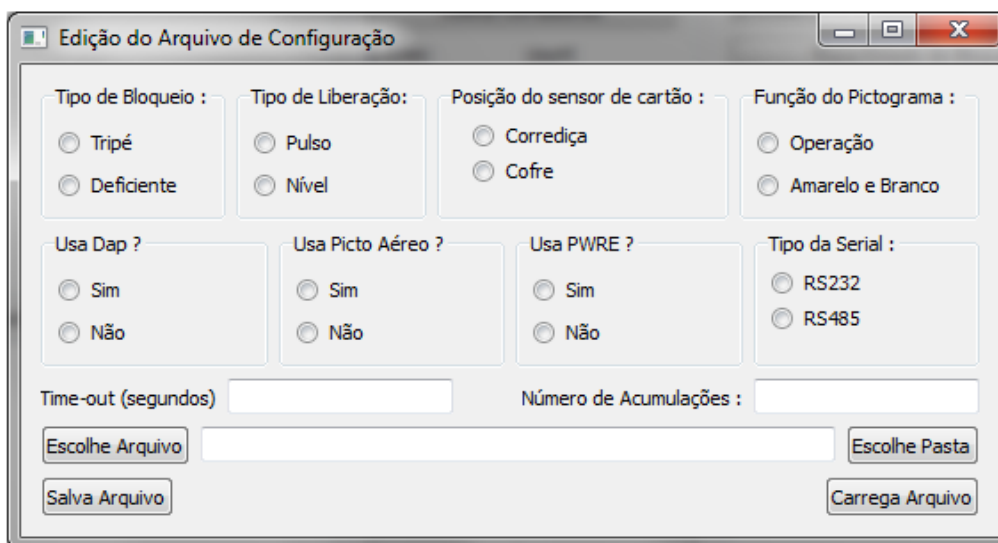 Edição do Arquivo de Configuração
Tipo de Bloqueio : Tipo de Liberação: Posição do sensor de cartão : Função do Pictograma :
Tripé Pulso Corrediça Operação
Deficiente Nível Cofre Amarelo e Branco
Usa Dap ? Usa Picto Aéreo ? Usa PWRE ? Tipo da Serial :
Sim Sim Sim RS232
Não Não Não RS485
Time-out (segundos) Número de Acumulações :
Escolhe Arquivo Escolhe Pasta
Salva Arquivo Carrega Arquivo